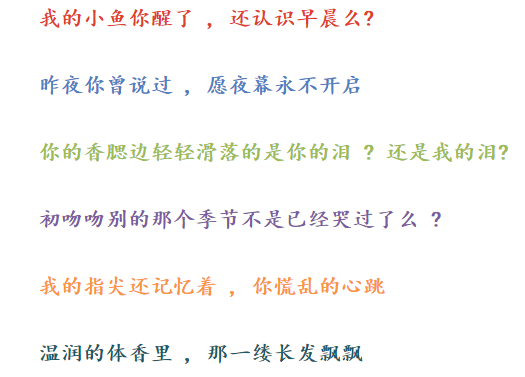 我的小鱼你醒了 ， 还认识早晨么?
昨夜你曾说过 ， 愿夜幕永不开启
你的香腮边轻轻滑落的是你的泪 ? 还是我的泪?
初吻吻别的那个季节不是已经哭过了么 ?
我的指尖还记忆着 ， 你慌乱的心跳
温润的体香里 ， 那一缕长发飘飘